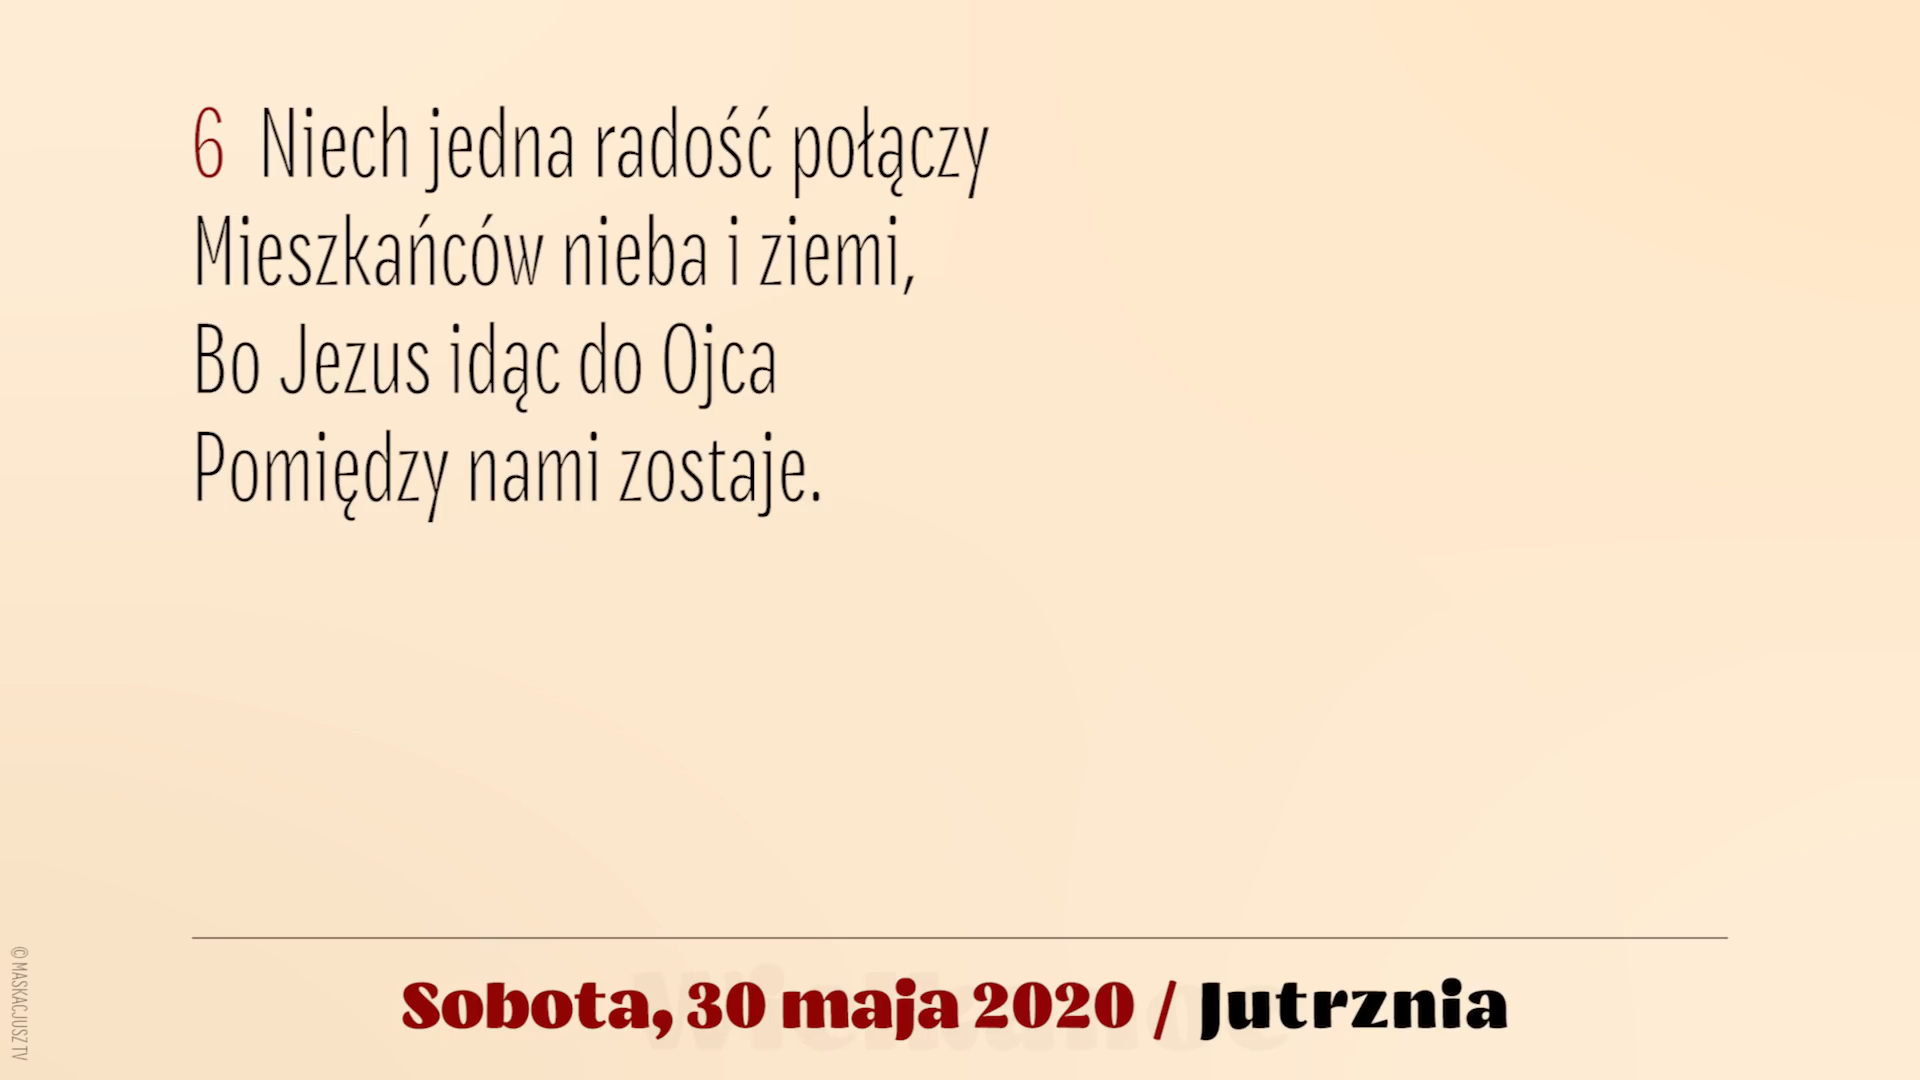 6 Niech jedna radość połączy
Mieszkańców nieba i ziemi,
Bo Jezus idąc do Ojca
Pomiędzy nami zostaje.
Sobota, 30 maja 2020 / Jutrznia
© MASKACJUSZ TV